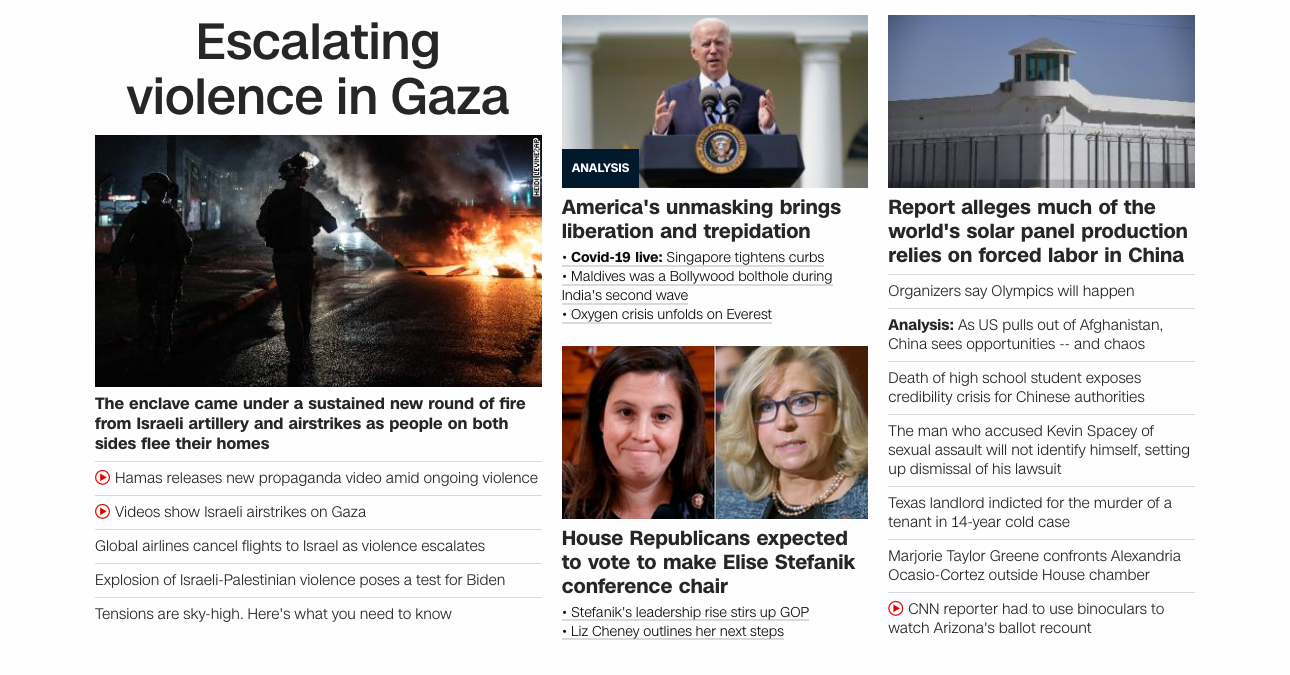 Escalating
violence in Gaza
HEIDI LEVINE/AP
The enclave came under a sustained new round of fire
from Israeli artillery and airstrikes as people on both
sides flee their homes
Hamas releases new propaganda video amid ongoing violence
Videos show Israeli airstrikes on Gaza
Global airlines cancel flights to Israel as violence escalates
Explosion of Israeli-Palestinian violence poses a test for Biden
Tensions are sky-high. Here's what you need to know
ANALYSIS
America's unmasking brings
liberation and trepidation
• Covid-19 live: Singapore tightens curbs
• Maldives was a Bollywood bolthole during
India's second wave
• Oxygen crisis unfolds on Everest
House Republicans expected
to vote to make Elise Stefanik
conference chair
• Stefanik's leadership rise stirs up GOP
• Liz Cheney outlines her next steps
Report alleges much of the
world's solar panel production
relies on forced labor in China
Organizers say Olympics will happen
Analysis: As US pulls out of Afghanistan,
China sees opportunities -- and chaos
Death of high school student exposes
credibility crisis for Chinese authorities
The man who accused Kevin Spacey of
sexual assault will not identify himself, setting
up dismissal of his lawsuit
Texas landlord indicted for the murder of a
tenant in 14-year cold case
Marjorie Taylor Greene confronts Alexandria
Ocasio-Cortez outside House chamber
CNN reporter had to use binoculars to
watch Arizona's ballot recount